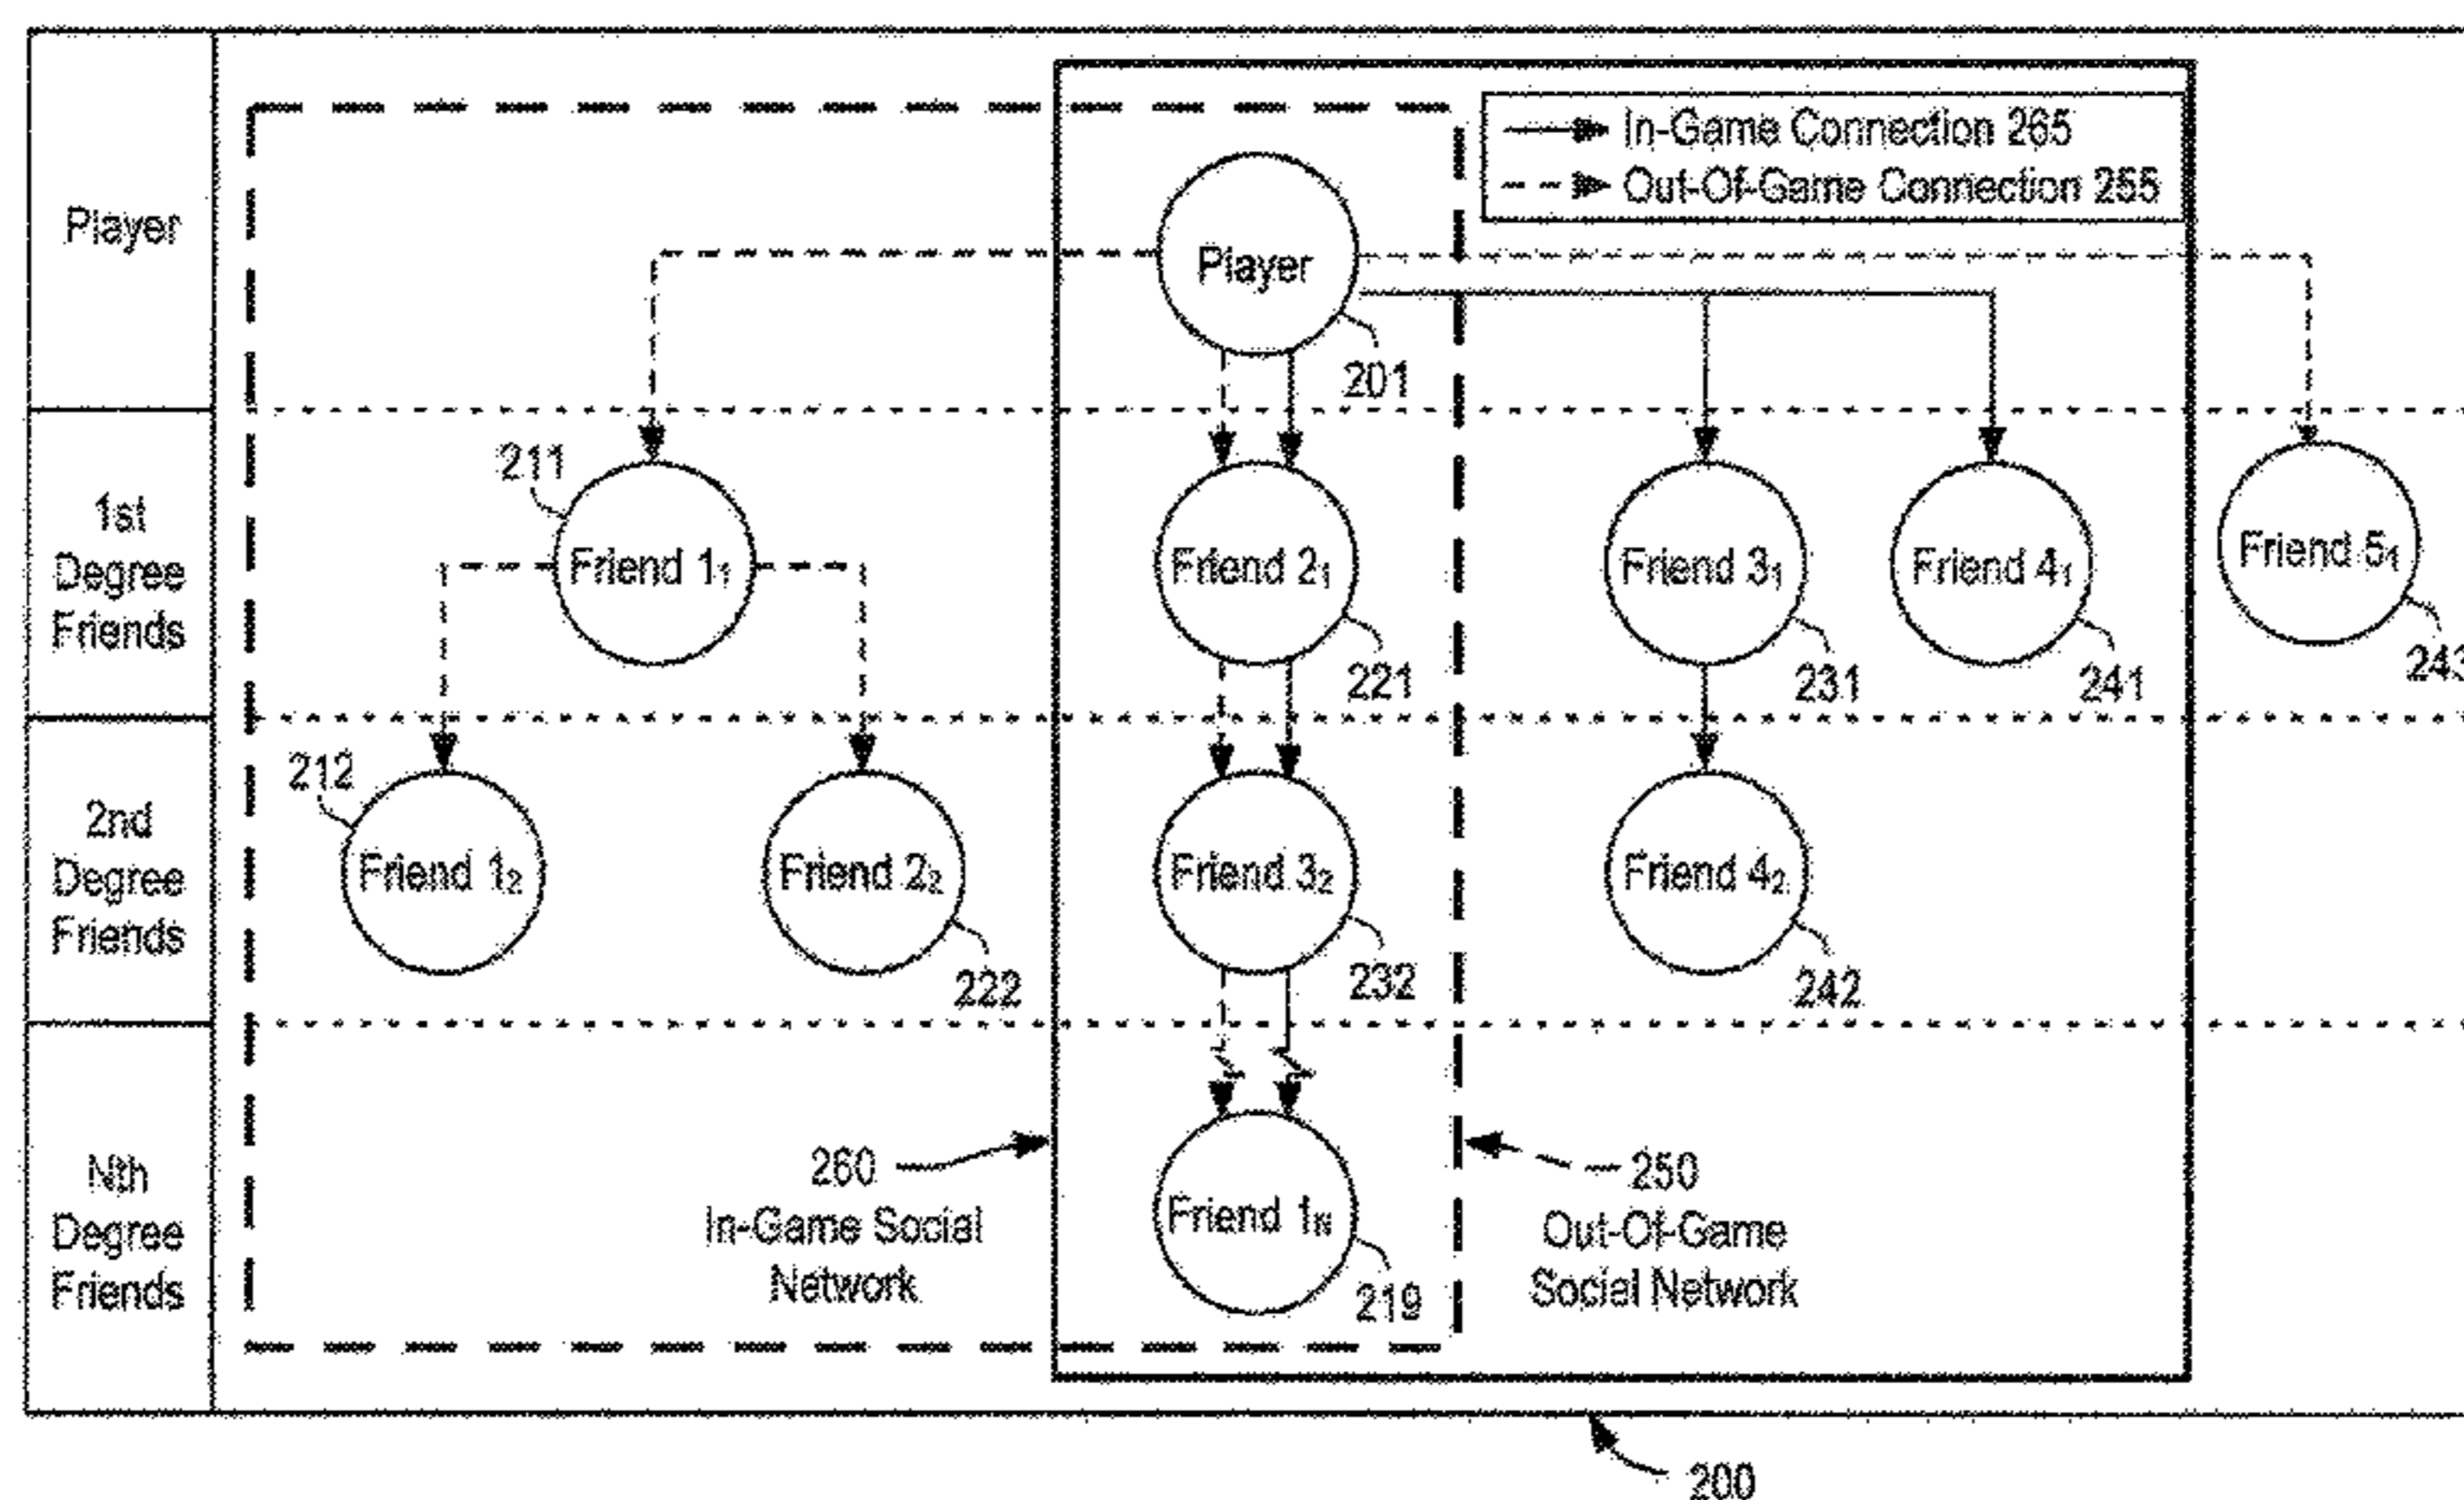 In-Game Connection 265
Out-Of-Game Connection 255
Player
Player
201
1st
Degree
Friends
211
Friend 1₁
Friend 2₁
221
Friend 3₁
231
Friend 4₁
241
Friend 5₁
243
2nd
Degree
Friends
212
Friend 1₂
Friend 2₂
222
Friend 3₂
232
Friend 4₂
242
Nth
Degree
Friends
260
In-Game Social
Network
Friend 1N
219
250
Out-Of-Game
Social Network
200